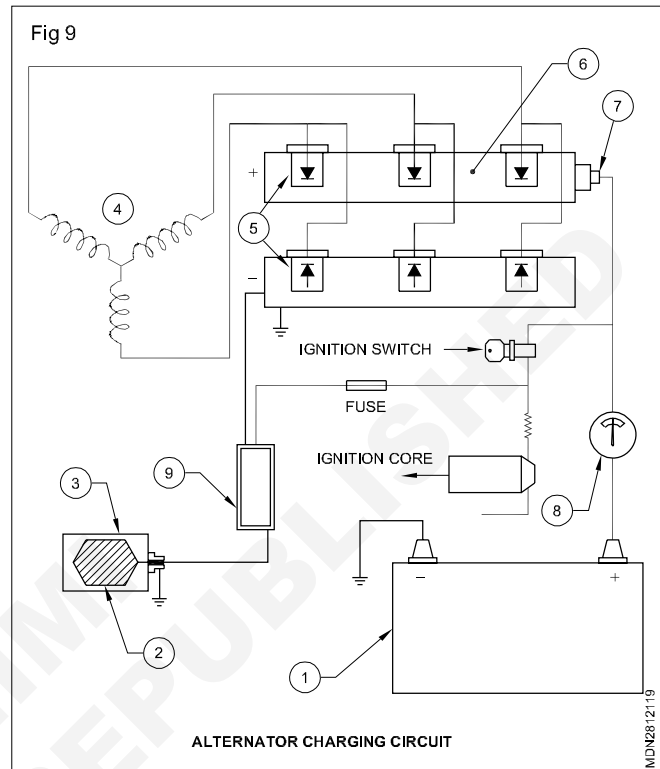 Fig 9
6
7
4
+
5
−
IGNITION SWITCH
FUSE
IGNITION CORE
9
3
8
− +
2
1
ALTERNATOR CHARGING CIRCUIT
MDN2812119
REPUBLISHED